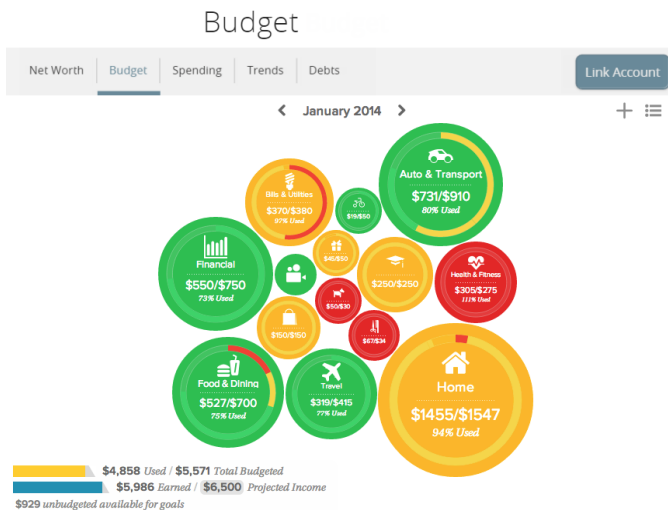 Budget
Net Worth
Budget
Spending
Trends
Debts
Link Account
January 2014
Auto & Transport
$731/$910
80% Used
Bills & Utilities
$370/$380
97% Used
$19/$50
Financial
$550/$750
73% Used
$45/$50
$250/$250
Health & Fitness
$305/$275
111% Used
$50/$30
$150/$150
$67/$34
Food & Dining
$527/$700
75% Used
Travel
$319/$415
77% Used
Home
$1455/$1547
94% Used
$4,858 Used / $5,571 Total Budgeted
$5,986 Earned / $6,500 Projected Income
$929 unbudgeted available for goals